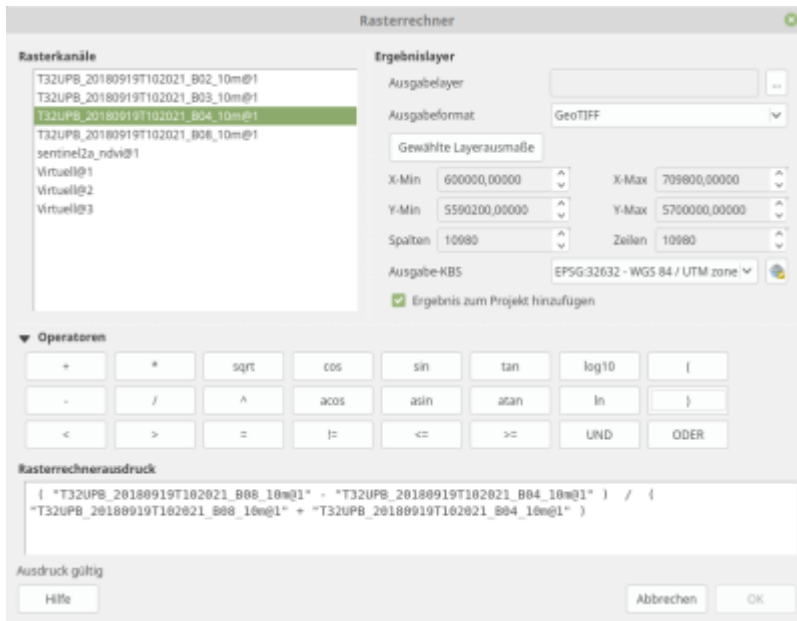 Rasterrechner
Rasterkanäle
T32UPB_20180919T102021_B02_10m@1
T32UPB_20180919T102021_B03_10m@1
T32UPB_20180919T102021_B04_10m@1
T32UPB_20180919T102021_B08_10m@1
sentinel2a_ndvi@1
Virtuell@1
Virtuell@2
Virtuell@3
Ergebnislayer
Ausgabelayer ...
Ausgabeformat GeoTIFF
Gewählte Layerausmaße
X-Min 600000,00000 X-Max 709800,00000
Y-Min 5590200,00000 Y-Max 5700000,00000
Spalten 10980 Zeilen 10980
Ausgabe-KBS EPSG:32632 - WGS 84 / UTM zone
Ergebnis zum Projekt hinzufügen
Operatoren
+ * sqrt cos sin tan log10 (
- / ^ acos asin atan ln )
< > = != <= >= UND ODER
Rasterrechnerausdruck
( "T32UPB_20180919T102021_B08_10m@1" - "T32UPB_20180919T102021_B04_10m@1" ) / (
"T32UPB_20180919T102021_B08_10m@1" + "T32UPB_20180919T102021_B04_10m@1" )
Ausdruck gültig
Hilfe Abbrechen OK